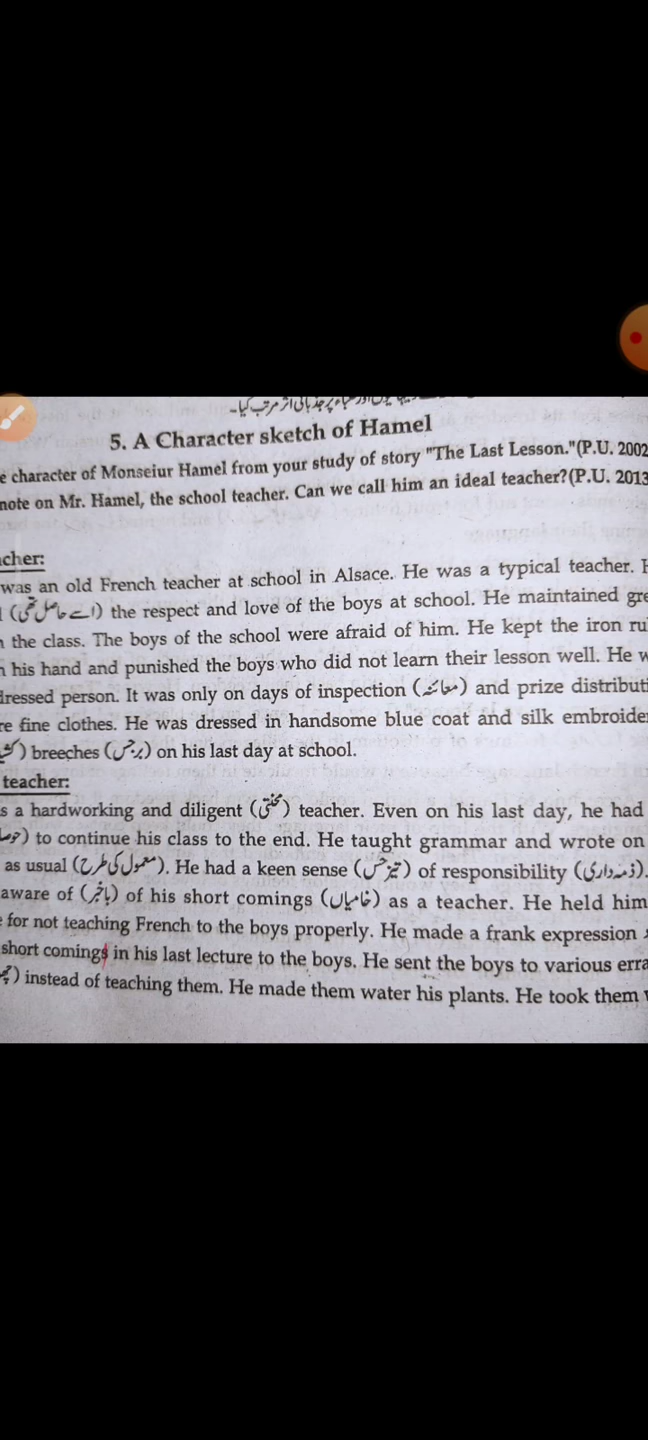 پر جذباتی اثر مرتب کیا۔
5. A Character sketch of Hamel
e character of Monseiur Hamel from your study of story "The Last Lesson."(P.U. 2002
note on Mr. Hamel, the school teacher. Can we call him an ideal teacher?(P.U. 2013
cher:
was an old French teacher at school in Alsace. He was a typical teacher. H
l (اسے حاصل تھی) the respect and love of the boys at school. He maintained gre
n the class. The boys of the school were afraid of him. He kept the iron ru
n his hand and punished the boys who did not learn their lesson well. He w
dressed person. It was only on days of inspection (معائنہ) and prize distributi
re fine clothes. He was dressed in handsome blue coat and silk embroider
) breeches (برجس) on his last day at school.
teacher:
s a hardworking and diligent (محنتی) teacher. Even on his last day, he had
) to continue his class to the end. He taught grammar and wrote on
as usual (معمول کی طرح). He had a keen sense (تیز حس) of responsibility (ذمہ داری).
aware of (باخبر) of his short comings (خامیاں) as a teacher. He held him
e for not teaching French to the boys properly. He made a frank expression
short comings in his last lecture to the boys. He sent the boys to various erra
) instead of teaching them. He made them water his plants. He took them